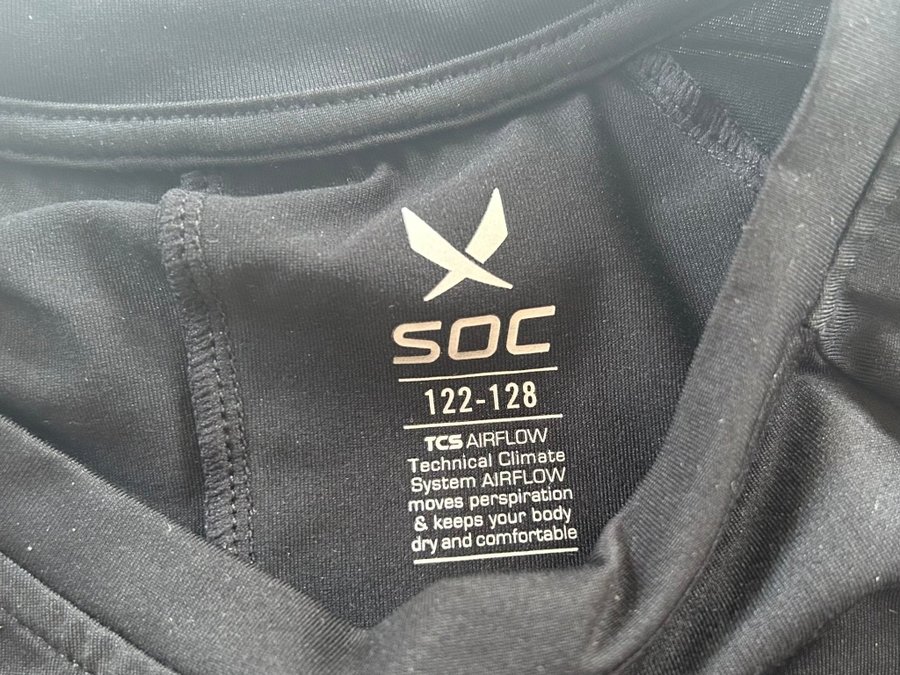 SOC
122-128
TCS AIRFLOW
Technical Climate
System AIRFLOW
moves perspiration
& keeps your body
dry and comfortable